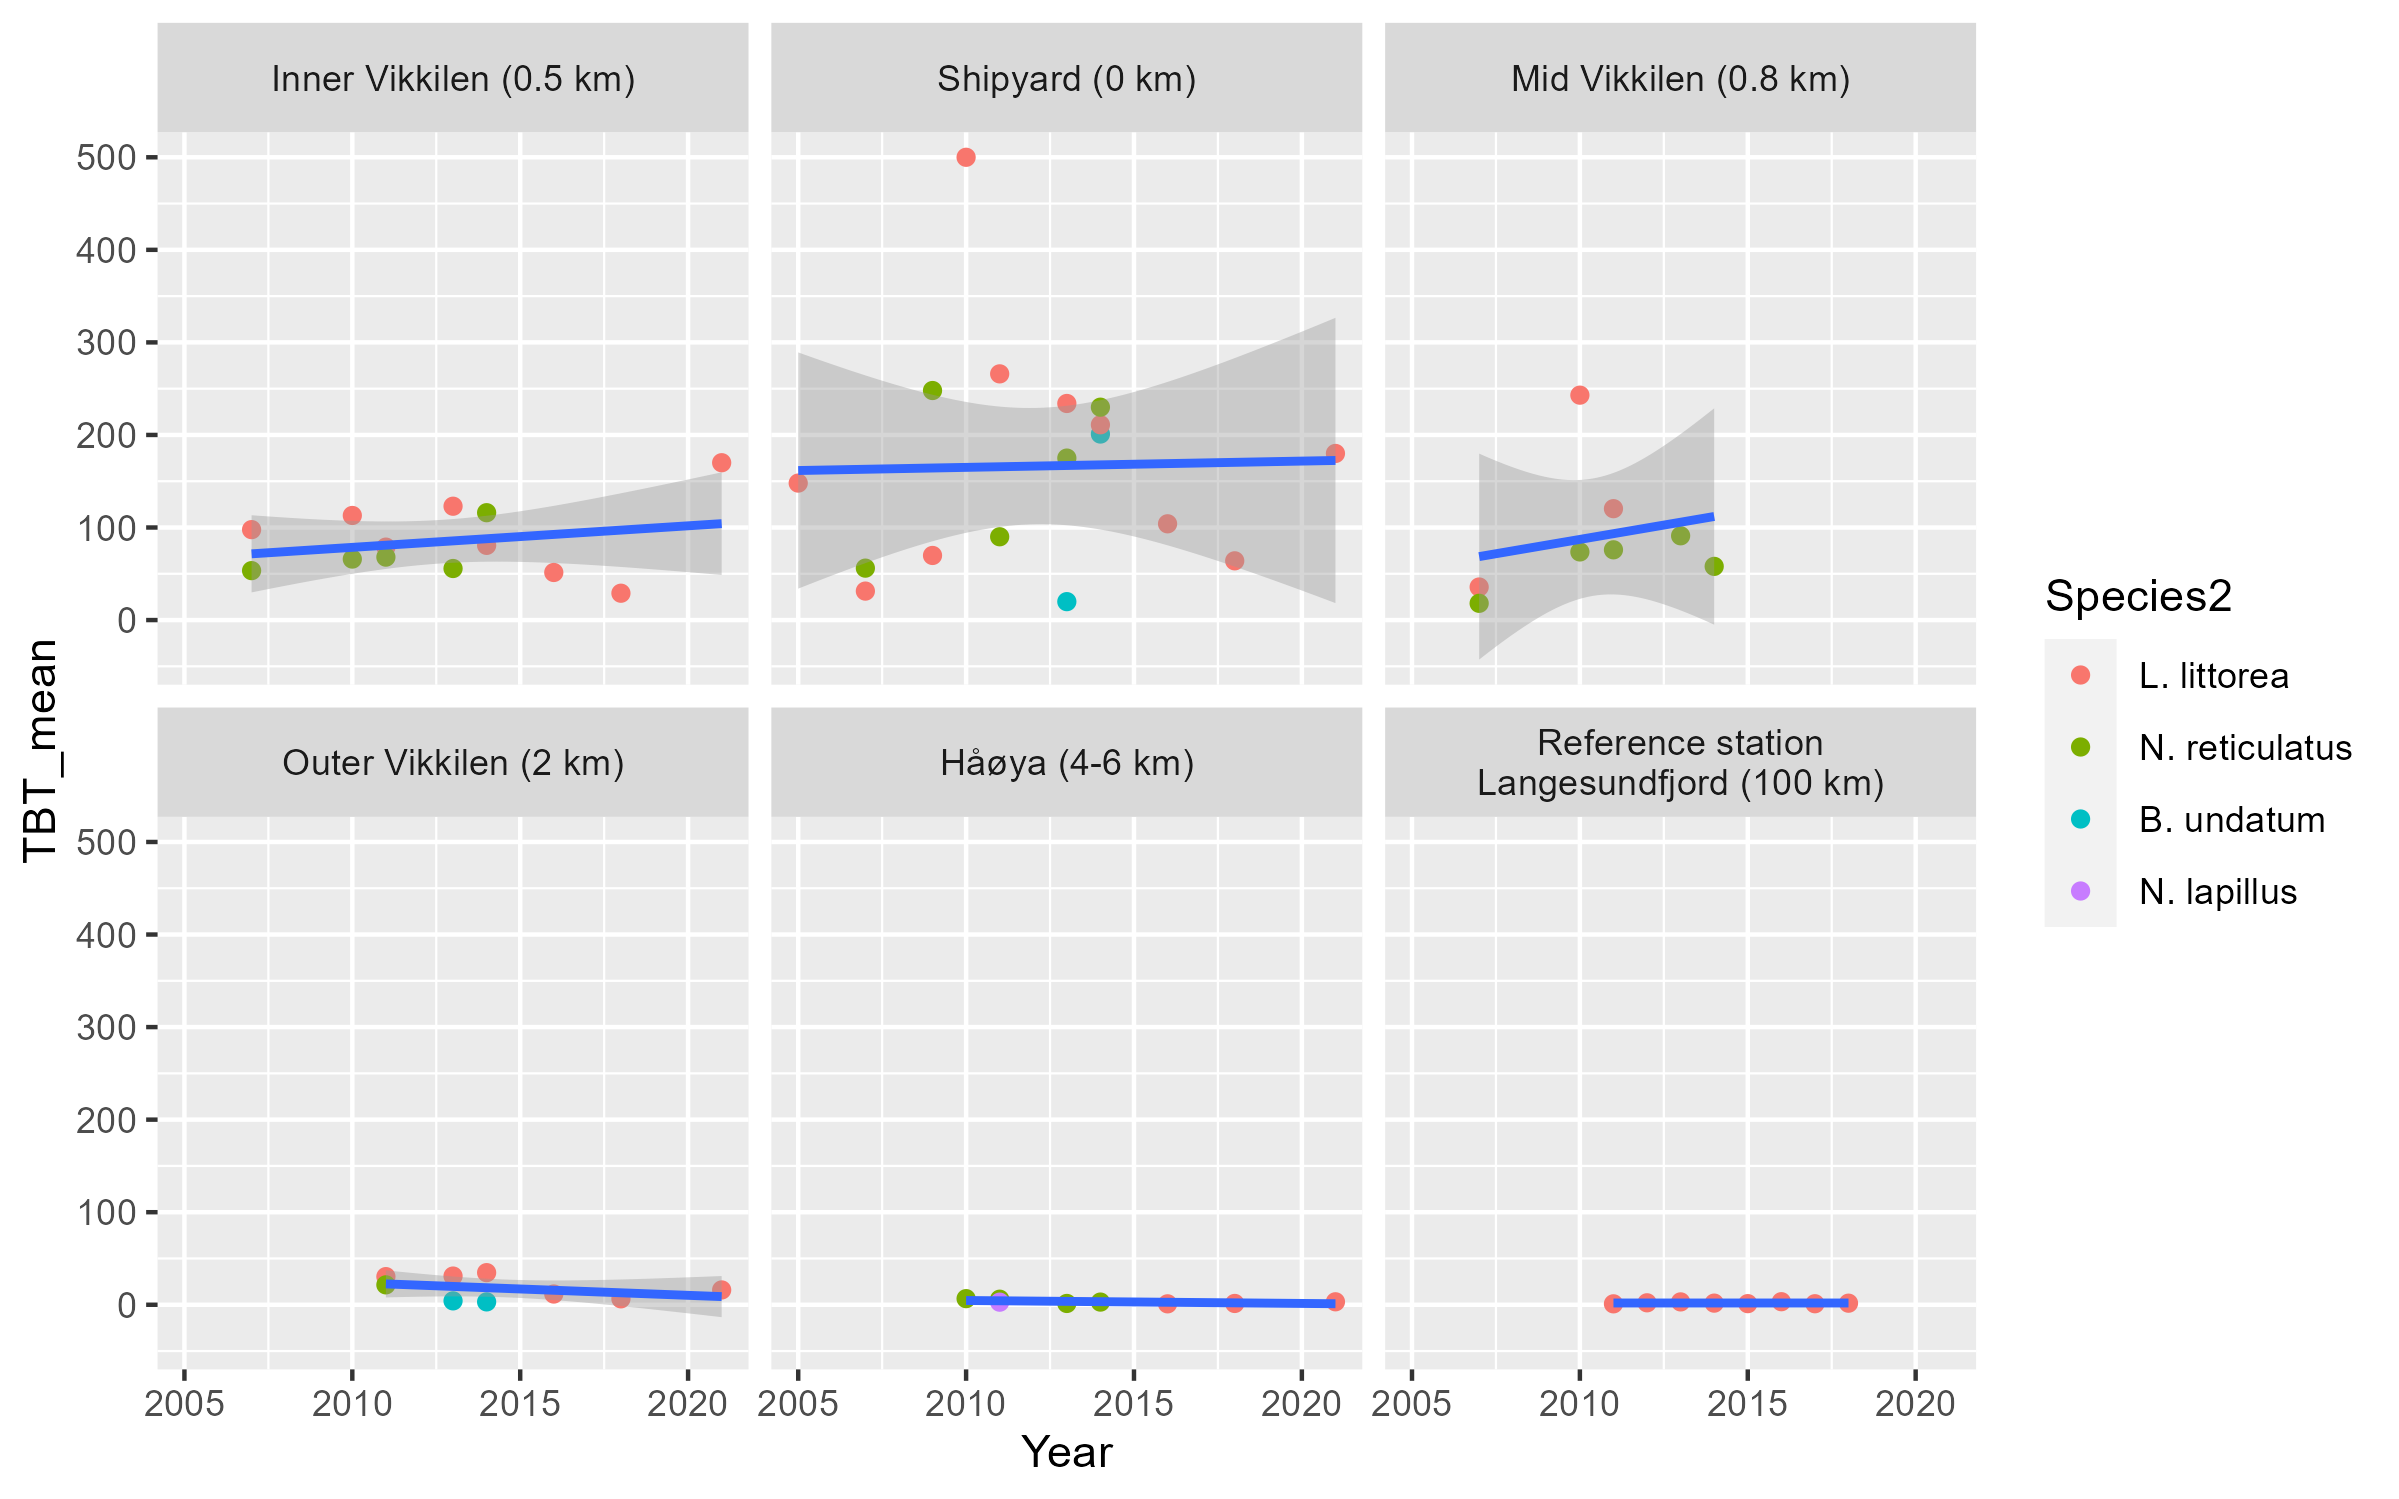 Inner Vikkilen (0.5 km)
Shipyard (0 km)
Mid Vikkilen (0.8 km)
500
400
300
200
100
0
Outer Vikkilen (2 km)
Håøya (4-6 km)
Reference station
Langesundfjord (100 km)
500
400
300
200
100
0
2005 2010 2015 2020
2005 2010 2015 2020
2005 2010 2015 2020
Year
TBT_mean
Species2
L. littorea
N. reticulatus
B. undatum
N. lapillus